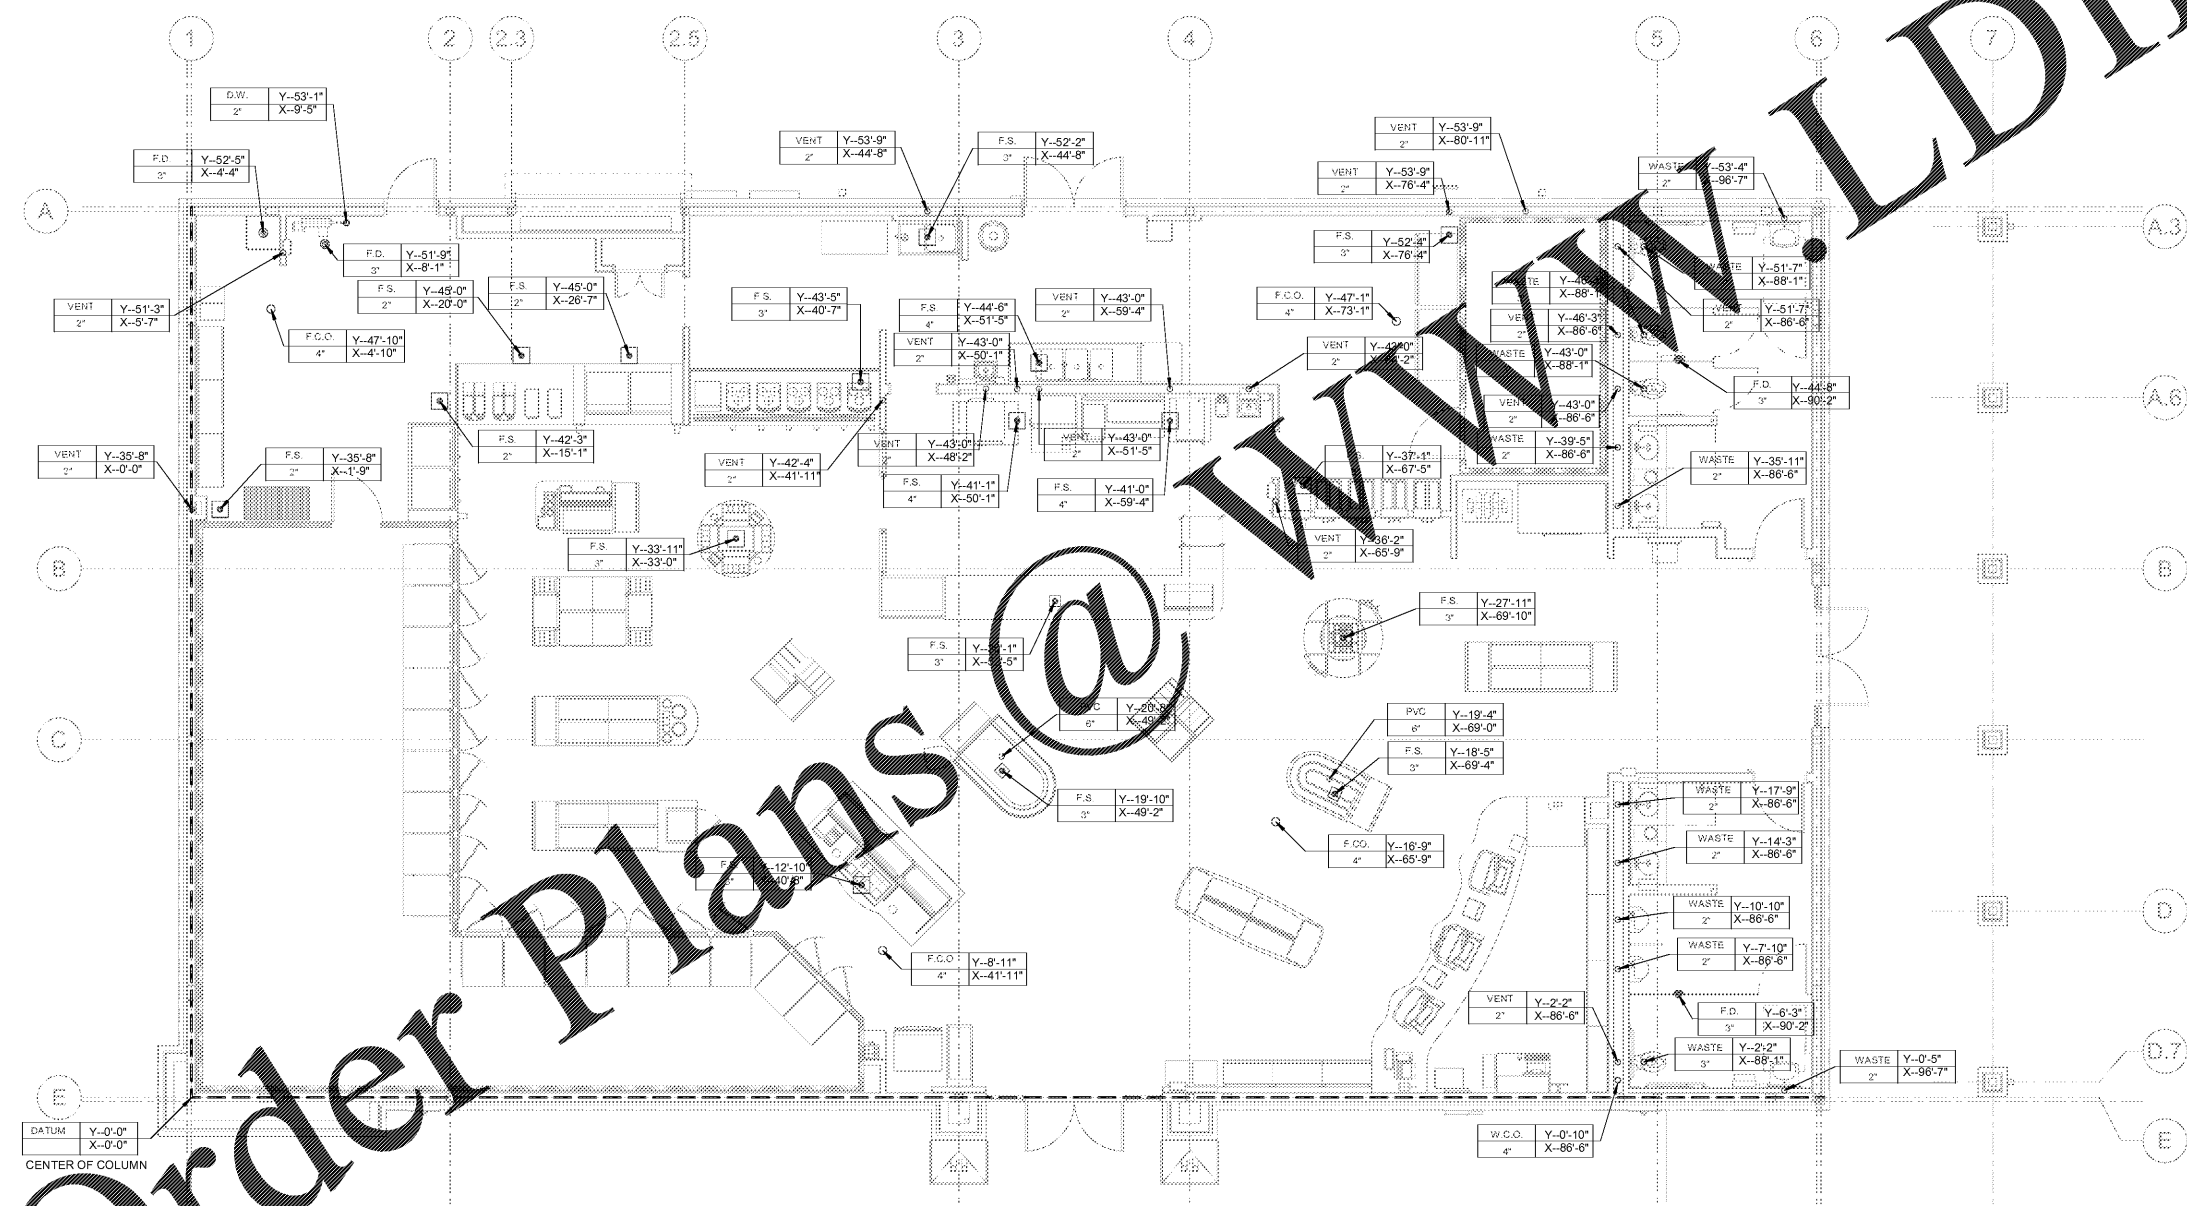 1 2 2.3 2.5 3 4 5 6 7
D.W. Y--53'-1"
2" X--9'-5"
F.D. Y--52'-5"
3" X--4'-4"
VENT Y--53'-9"
2" X--44'-8"
F.S. Y--52'-2"
3" X--44'-8"
VENT Y--53'-9"
2" X--80'-11"
VENT Y--53'-9"
2" X--76'-4"
WASTE Y--53'-4"
2" X--96'-7"
A
A.3
F.D. Y--51'-9"
3" X--8'-1"
F.S. Y--52'-4"
3" X--76'-4"
WASTE Y--51'-7"
X--88'-1"
F.S. Y--45'-0"
2" X--20'-0"
F.S. Y--45'-0"
2" X--26'-7"
VENT Y--51'-3"
2" X--5'-7"
F.S. Y--43'-5"
3" X--40'-7"
F.S. Y--44'-6"
4" X--51'-5"
VENT Y--43'-0"
2" X--59'-4"
F.C.O. Y--47'-1"
4" X--73'-1"
VENT Y--51'-7"
2" X--86'-6"
VENT Y--46'-3"
2" X--86'-6"
F.C.O. Y--47'-10"
4" X--4'-10"
VENT Y--43'-0"
2" X--50'-1"
VENT
2"
WASTE Y--43'-0"
X--88'-1"
F.D. Y--44'-8"
3" X--90'-2"
A.6
VENT Y--43'-0"
2" X--86'-6"
F.S. Y--42'-3"
2" X--15'-1"
VENT Y--43'-0"
X--48'-2"
VENT Y--43'-0"
2" X--51'-5"
WASTE Y--39'-5"
2" X--86'-6"
VENT Y--35'-8"
2" X--0'-0"
F.S. Y--35'-8"
2" X--1'-9"
VENT Y--42'-4"
2" X--41'-11"
Y--37'-1"
X--67'-5"
WASTE Y--35'-11"
2" X--86'-6"
F.S. Y--41'-1"
4" X--50'-1"
F.S. Y--41'-0"
4" X--59'-4"
F.S. Y--33'-11"
3" X--33'-0"
VENT Y--36'-2"
2" X--65'-9"
B
B
F.S. Y--27'-11"
3" X--69'-10"
F.S.
3"
PVC
6"
PVC Y--19'-4"
6" X--69'-0"
C
F.S. Y--18'-5"
3" X--69'-4"
F.S. Y--19'-10"
3" X--49'-2"
WASTE Y--17'-9"
2" X--86'-6"
F.CO. Y--16'-9"
4" X--65'-9"
WASTE Y--14'-3"
2" X--86'-6"
Y--12'-10"
X--40'-8"
WASTE Y--10'-10"
2" X--86'-6"
D
WASTE Y--7'-10"
2" X--86'-6"
F.C.O Y--8'-11"
4" X--41'-11"
VENT Y--2'-2"
2" X--86'-6"
F.D. Y--6'-3"
3" X--90'-2"
WASTE Y--2'-2"
3" X--88'-1"
WASTE Y--0'-5"
2" X--96'-7"
D.7
E
DATUM Y--0'-0"
X--0'-0"
CENTER OF COLUMN
W.C.O. Y--0'-10"
4" X--86'-6"
E
Order Plans @ WWW.LDI